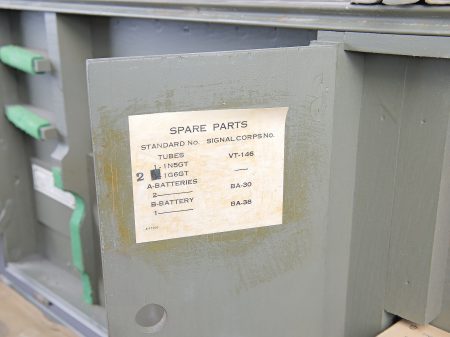 SPARE PARTS
STANDARD No. SIGNAL CORPS No.
TUBES
1-1N5GT VT-146
2 1G6GT —
A-BATTERIES
2— BA-30
B-BATTERY
1— BA-36